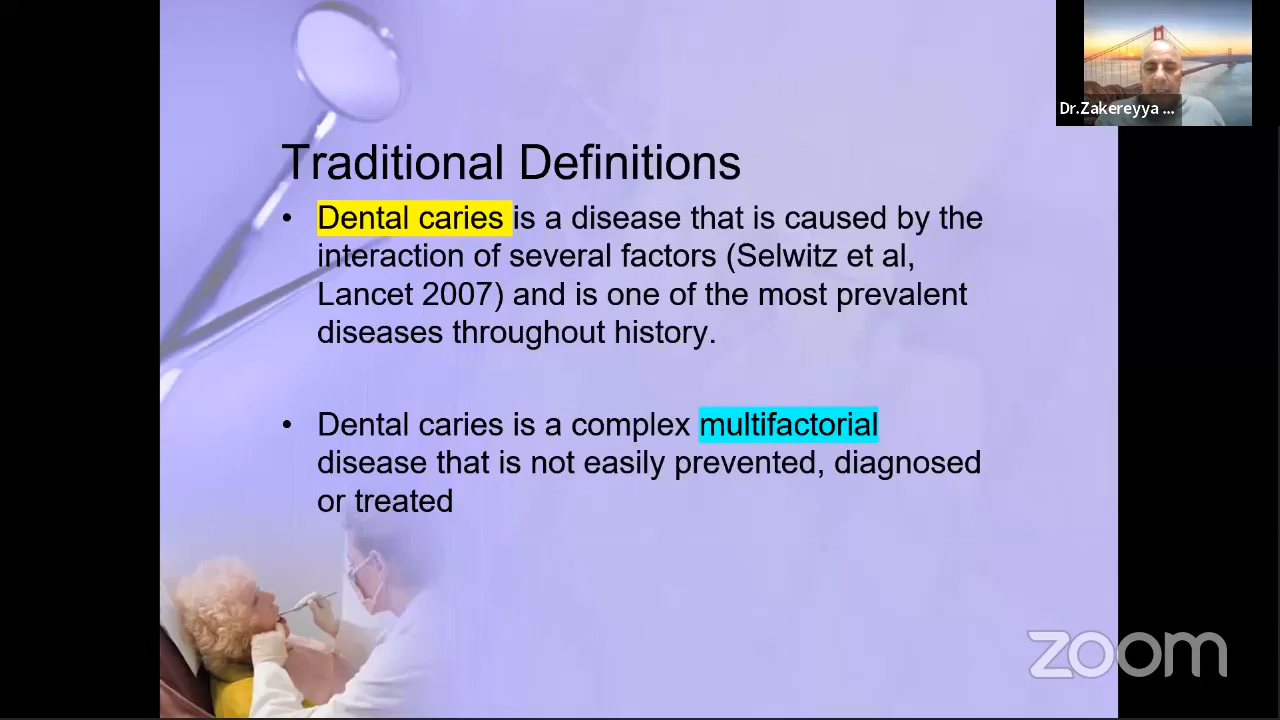 Dr.Zakereyya ...
Traditional Definitions
• Dental caries is a disease that is caused by the
interaction of several factors (Selwitz et al,
Lancet 2007) and is one of the most prevalent
diseases throughout history.
• Dental caries is a complex multifactorial
disease that is not easily prevented, diagnosed
or treated
zoom